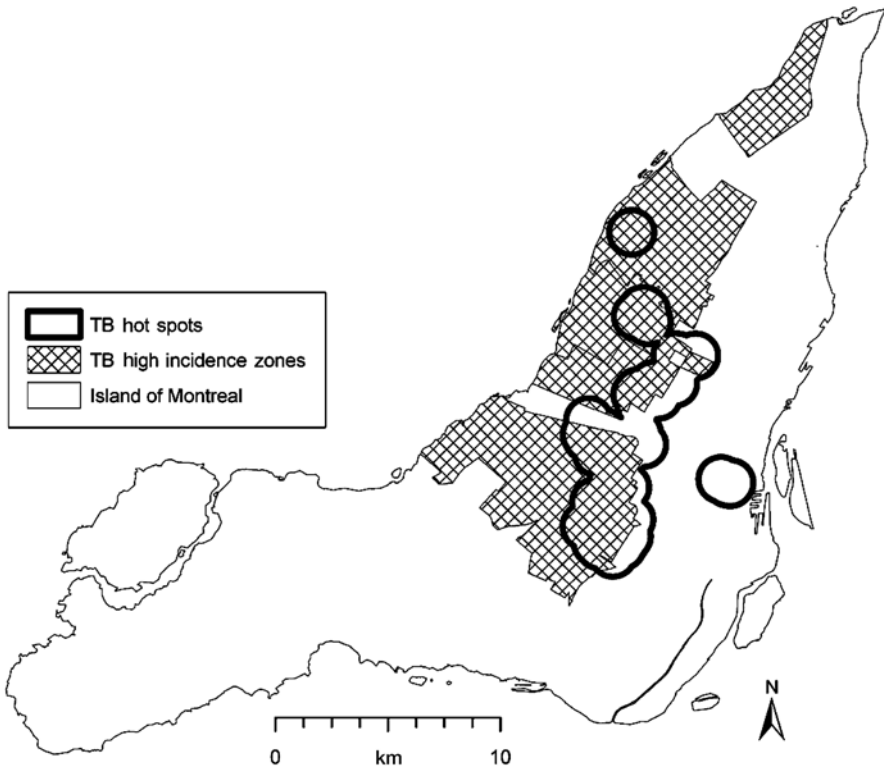 TB hot spots
TB high incidence zones
Island of Montreal
N
0 km 10